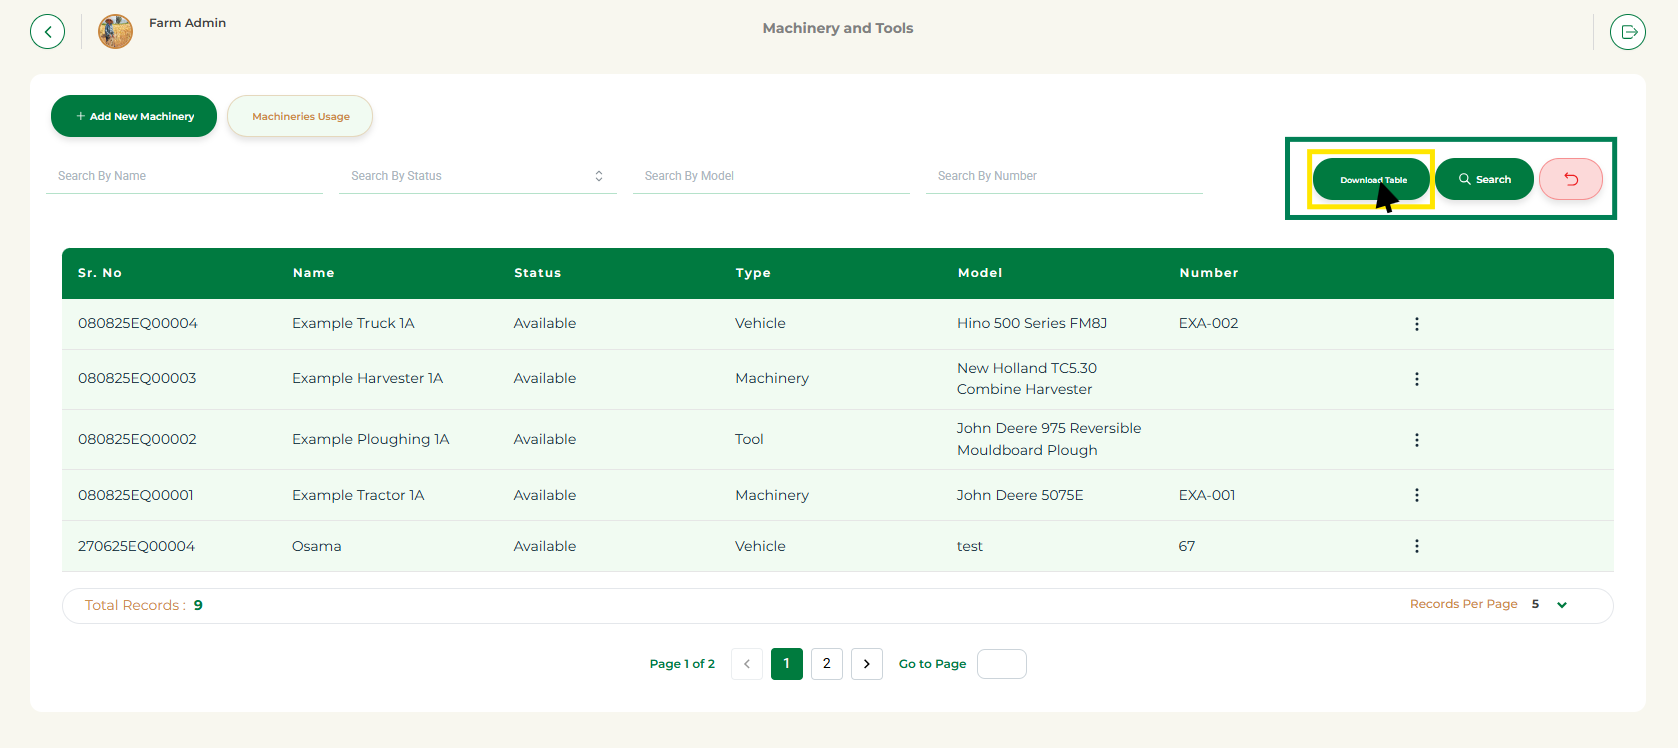 Farm Admin
Machinery and Tools
+ Add New Machinery
Machineries Usage
Search By Name
Search By Status
Search By Model
Search By Number
Download Table
Search
Sr. No Name Status Type Model Number
080825EQ00004 Example Truck 1A Available Vehicle Hino 500 Series FM8J EXA-002
080825EQ00003 Example Harvester 1A Available Machinery New Holland TC5.30
Combine Harvester
080825EQ00002 Example Ploughing 1A Available Tool John Deere 975 Reversible
Mouldboard Plough
080825EQ00001 Example Tractor 1A Available Machinery John Deere 5075E EXA-001
270625EQ00004 Osama Available Vehicle test 67
Total Records : 9
Records Per Page 5
Page 1 of 2 < 1 2 > Go to Page